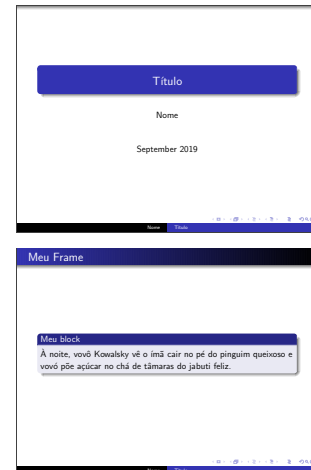 Título
Nome
September 2019
Nome Título
Meu Frame
Meu block
À noite, vovô Kowalsky vê o ímã cair no pé do pinguim queixoso e
vovó põe açúcar no chá de tâmaras do jabuti feliz.
Nome Título